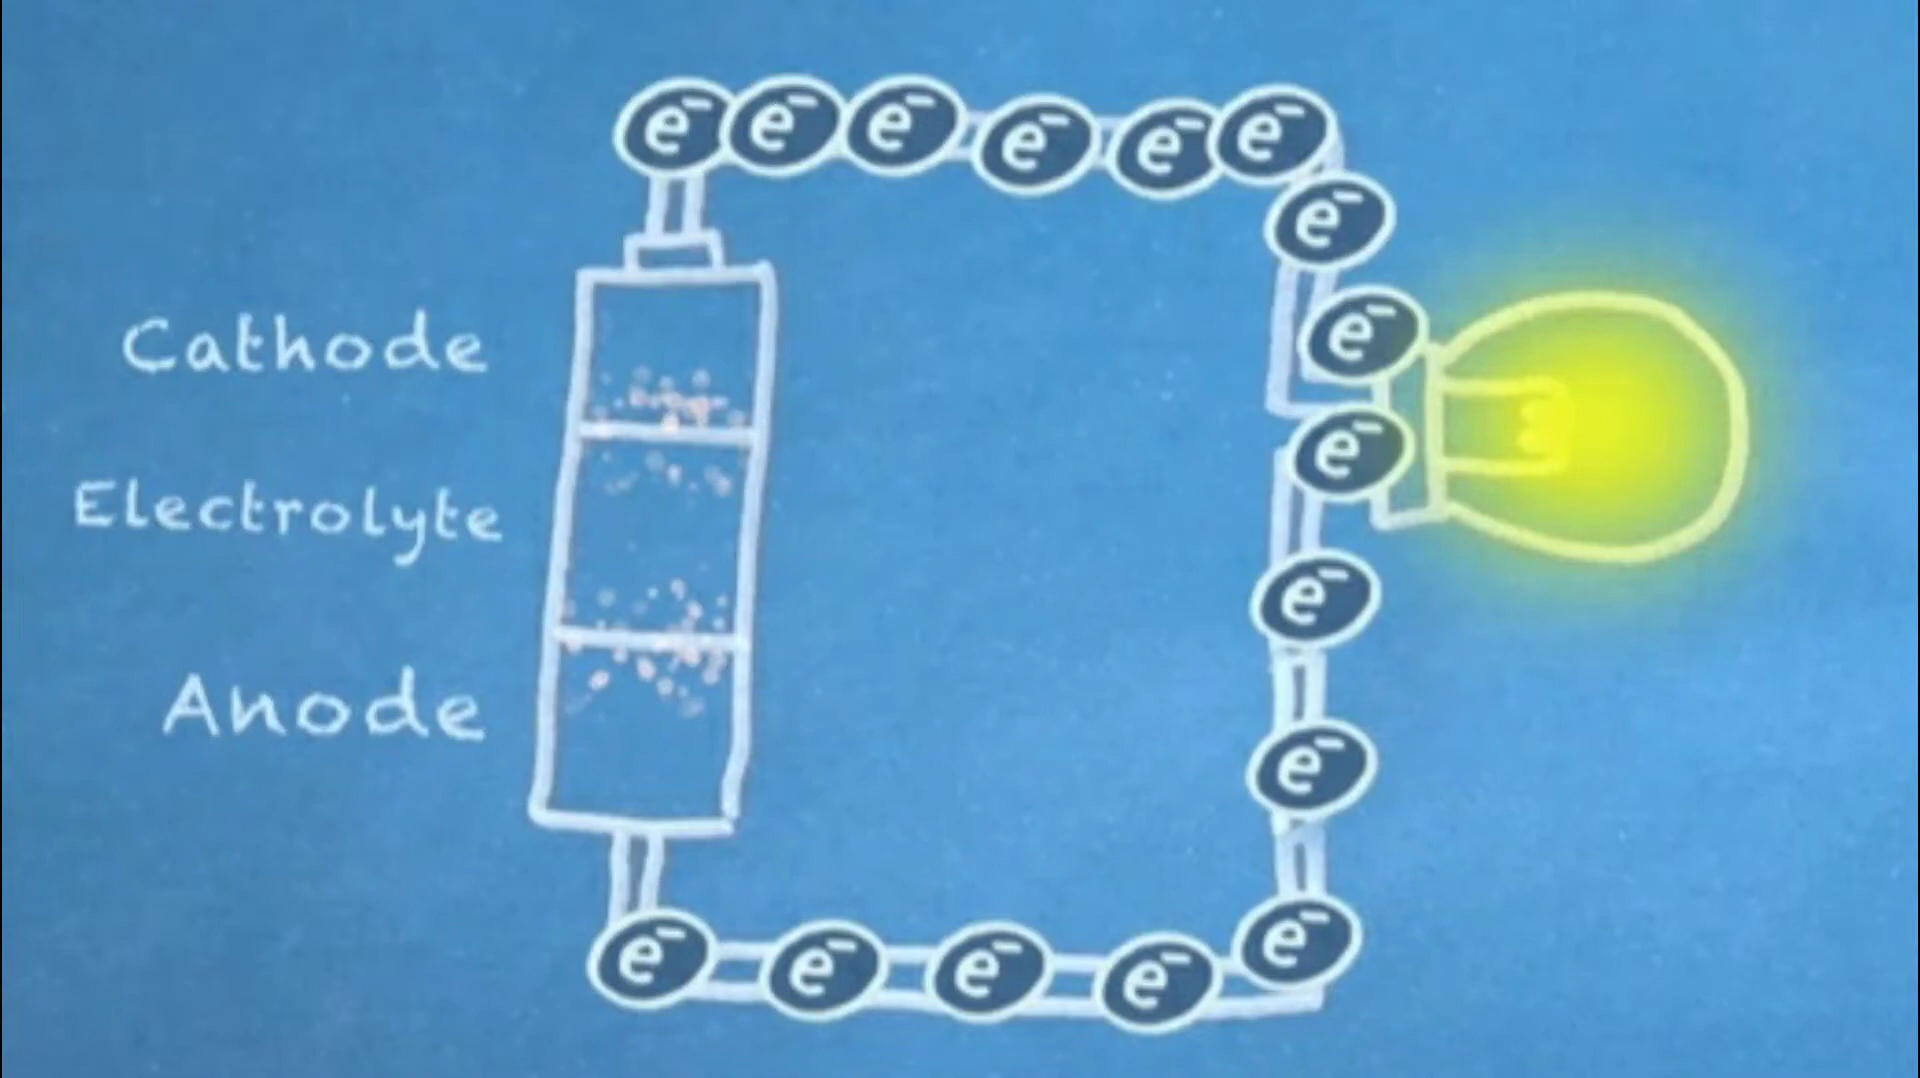 e⁻ e⁻ e⁻ e⁻ e⁻ e⁻
e⁻
e⁻
Cathode
e⁻
Electrolyte
e⁻
Anode
e⁻
e⁻ e⁻ e⁻ e⁻ e⁻